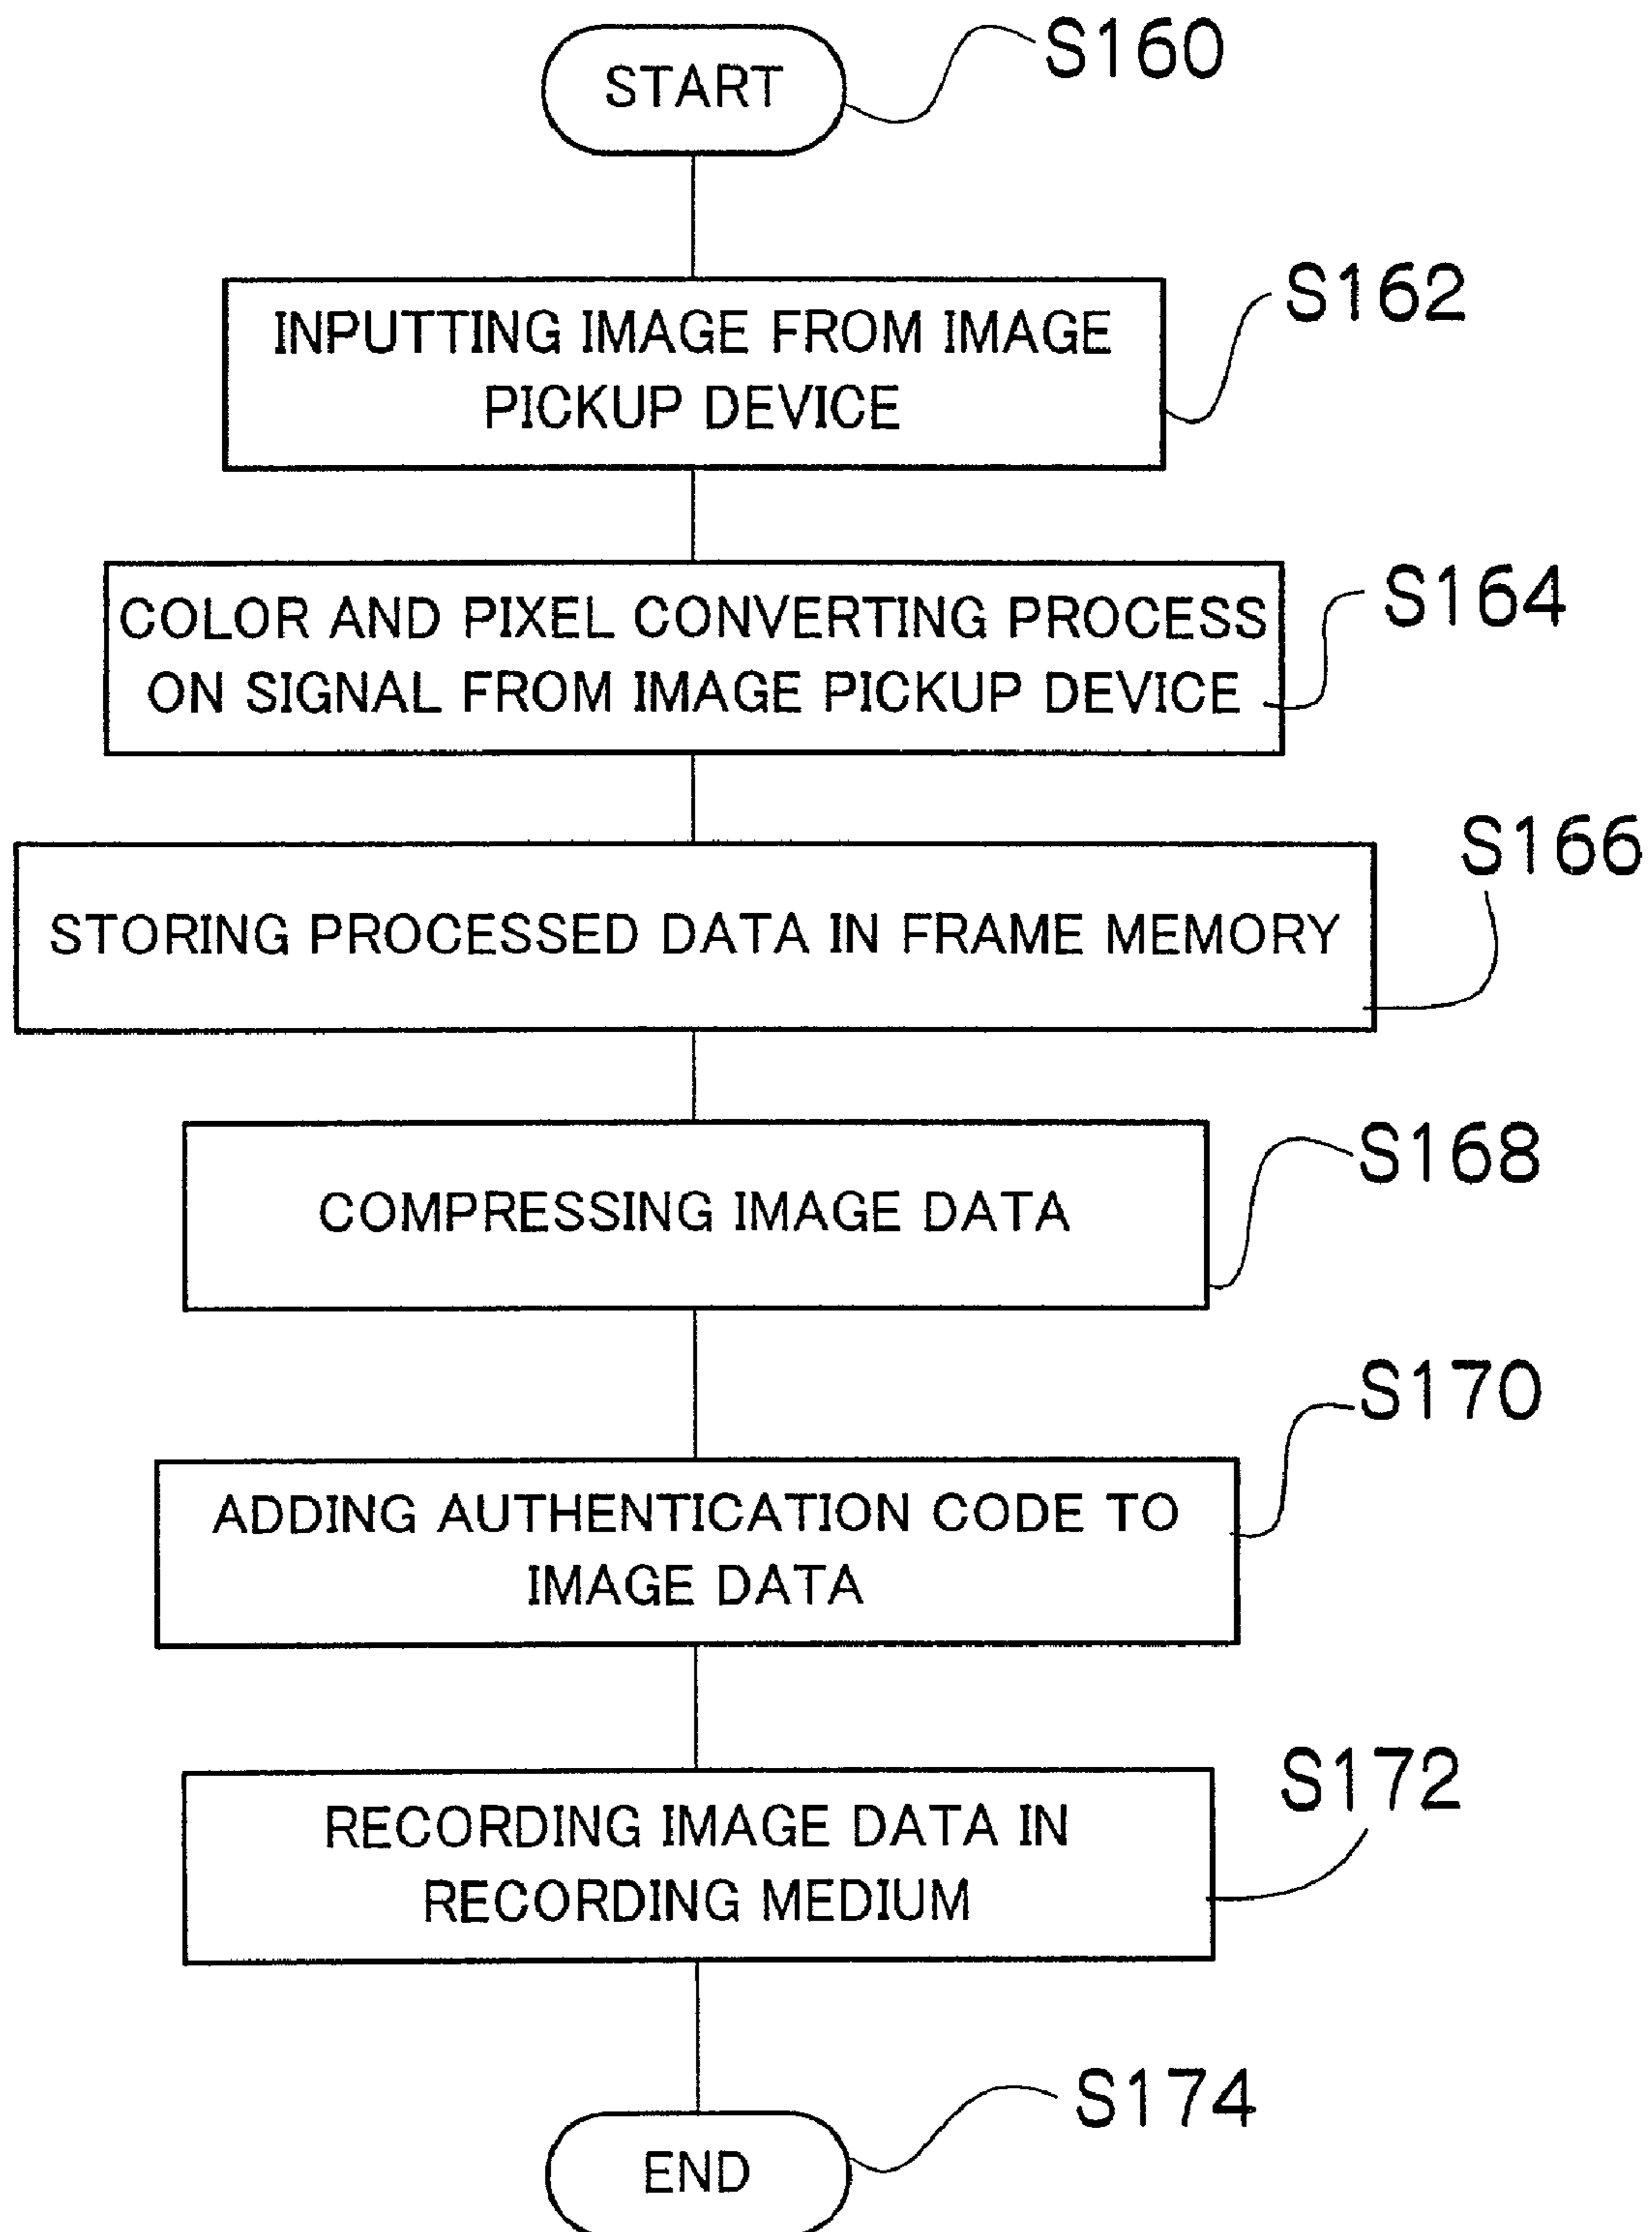 START
S160
INPUTTING IMAGE FROM IMAGE
PICKUP DEVICE
S162
COLOR AND PIXEL CONVERTING PROCESS
ON SIGNAL FROM IMAGE PICKUP DEVICE
S164
STORING PROCESSED DATA IN FRAME MEMORY
S166
COMPRESSING IMAGE DATA
S168
ADDING AUTHENTICATION CODE TO
IMAGE DATA
S170
RECORDING IMAGE DATA IN
RECORDING MEDIUM
S172
END
S174